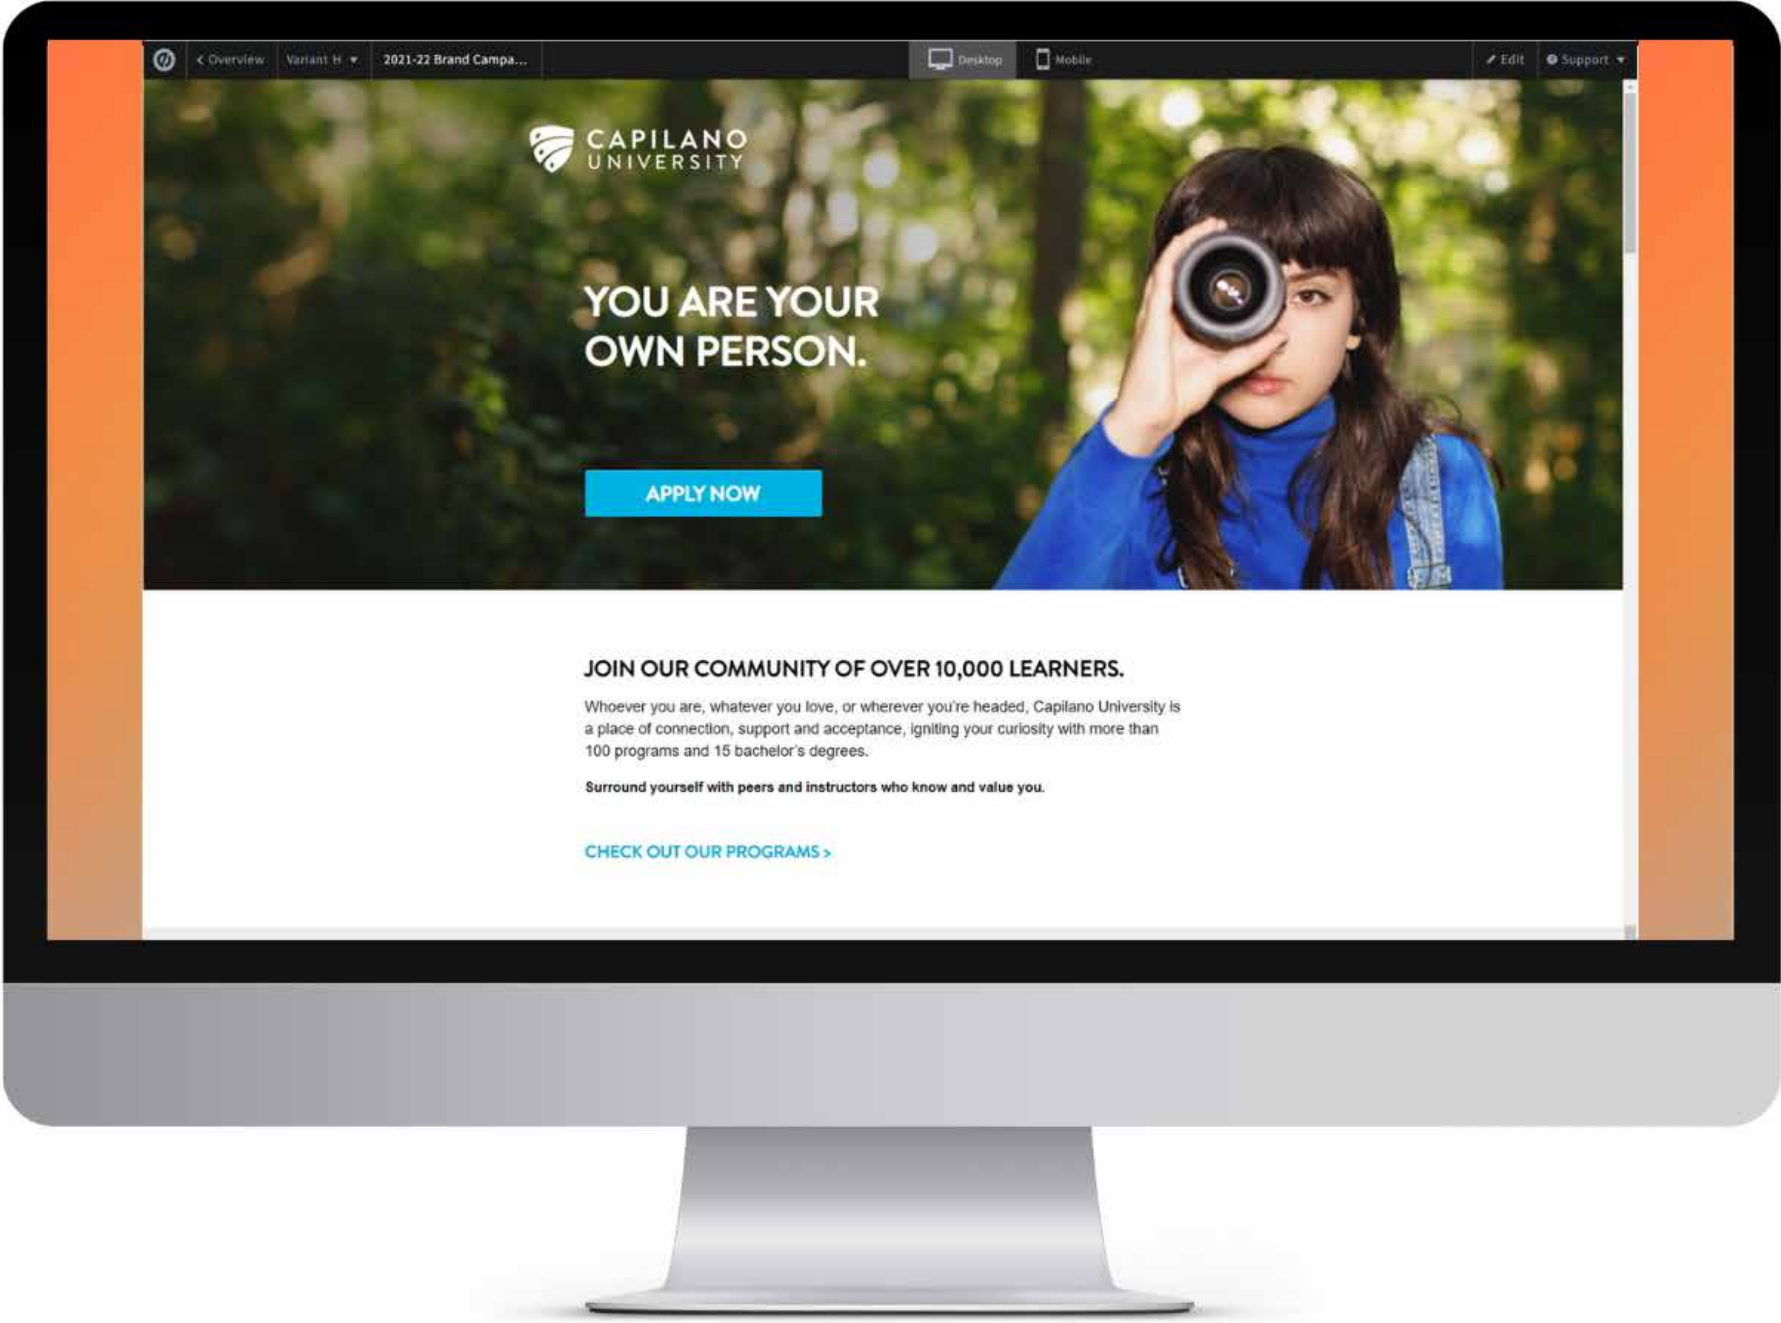 < Overview
Variant H
2021-22 Brand Campa...
Desktop
Mobile
Edit
Support
CAPILANO
UNIVERSITY
YOU ARE YOUR
OWN PERSON.
APPLY NOW
JOIN OUR COMMUNITY OF OVER 10,000 LEARNERS.
Whoever you are, whatever you love, or wherever you're headed, Capilano University is
a place of connection, support and acceptance, igniting your curiosity with more than
100 programs and 15 bachelor's degrees.
Surround yourself with peers and instructors who know and value you.
CHECK OUT OUR PROGRAMS >